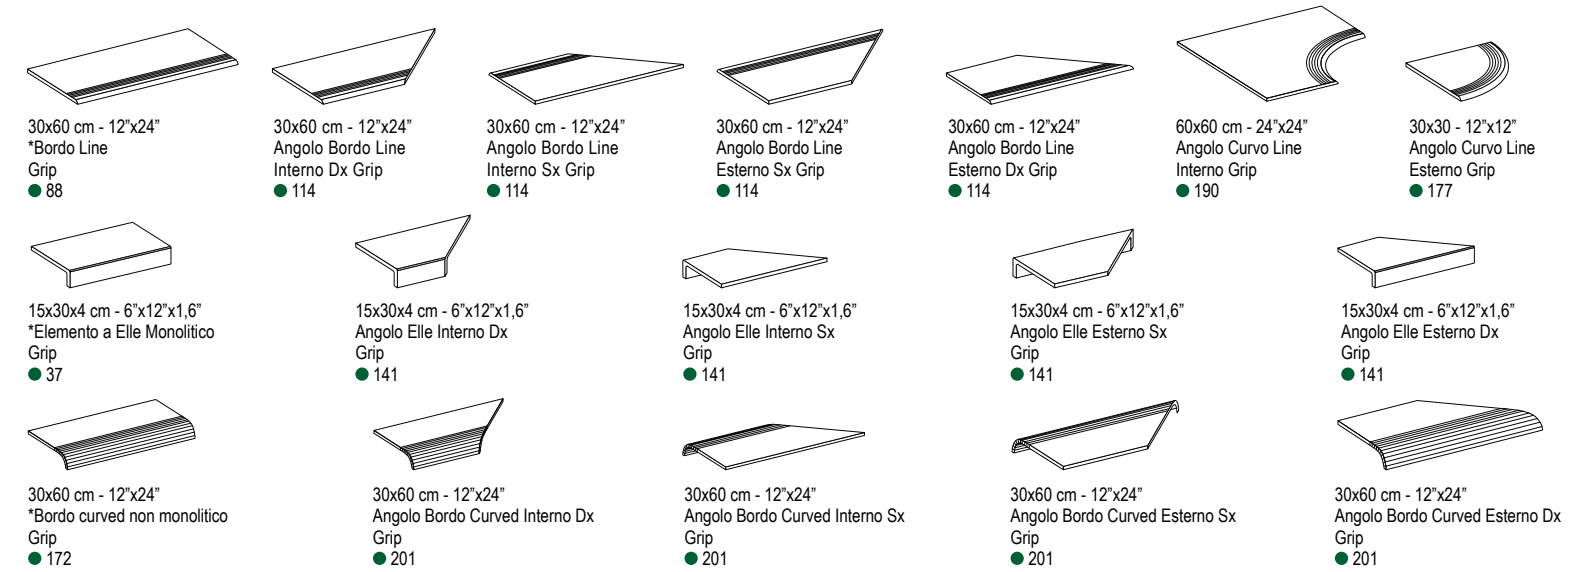 30x60 cm - 12”x24”
*Bordo Line
Grip
88
30x60 cm - 12”x24”
Angolo Bordo Line
Interno Dx Grip
114
30x60 cm - 12”x24”
Angolo Bordo Line
Interno Sx Grip
114
30x60 cm - 12”x24”
Angolo Bordo Line
Esterno Sx Grip
114
30x60 cm - 12”x24”
Angolo Bordo Line
Esterno Dx Grip
114
60x60 cm - 24”x24”
Angolo Curvo Line
Interno Grip
190
30x30 - 12”x12”
Angolo Curvo Line
Esterno Grip
177
15x30x4 cm - 6”x12”x1,6”
*Elemento a Elle Monolitico
Grip
37
15x30x4 cm - 6”x12”x1,6”
Angolo Elle Interno Dx
Grip
141
15x30x4 cm - 6”x12”x1,6”
Angolo Elle Interno Sx
Grip
141
15x30x4 cm - 6”x12”x1,6”
Angolo Elle Esterno Sx
Grip
141
15x30x4 cm - 6”x12”x1,6”
Angolo Elle Esterno Dx
Grip
141
30x60 cm - 12”x24”
*Bordo curved non monolitico
Grip
172
30x60 cm - 12”x24”
Angolo Bordo Curved Interno Dx
Grip
201
30x60 cm - 12”x24”
Angolo Bordo Curved Interno Sx
Grip
201
30x60 cm - 12”x24”
Angolo Bordo Curved Esterno Sx
Grip
201
30x60 cm - 12”x24”
Angolo Bordo Curved Esterno Dx
Grip
201